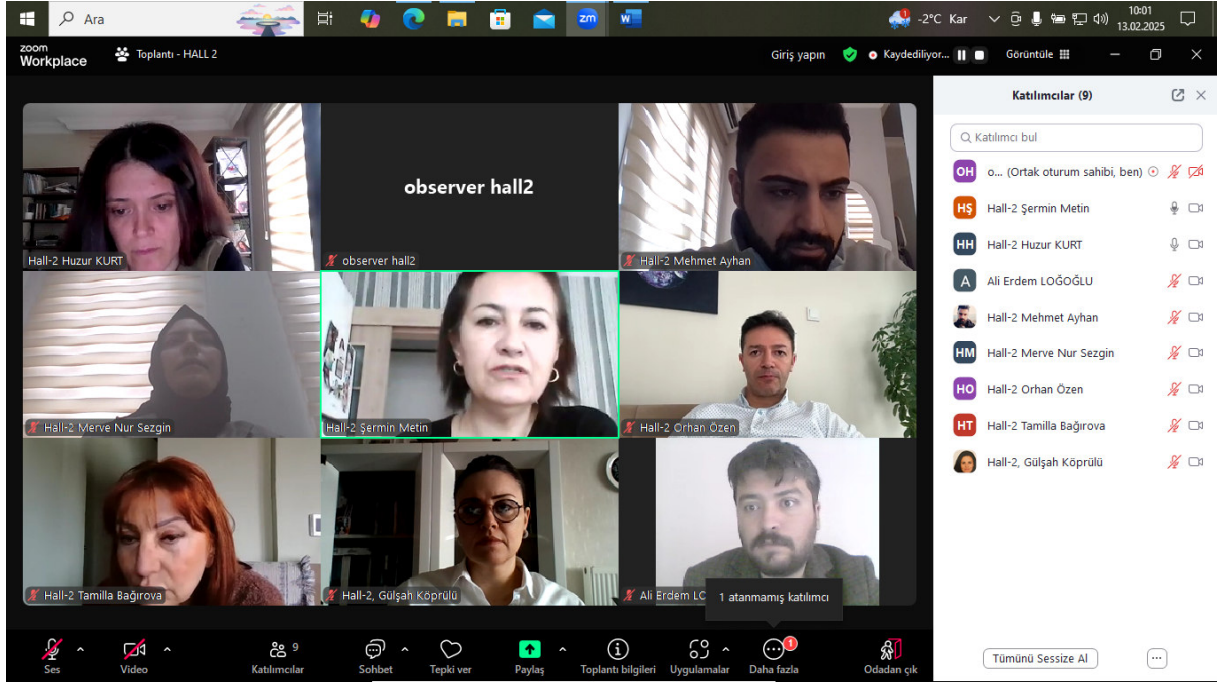 Ara
zm
W
-2°C Kar
10:01
13.02.2025
zoom
Workplace
Toplantı - HALL 2
Giriş yapın
Kaydediliyor...
Görüntüle
Hall-2 Huzur KURT
observer hall2
observer hall2
Hall-2 Mehmet Ayhan
Hall-2 Merve Nur Sezgin
Hall-2 Şermin Metin
Hall-2 Orhan Özen
Hall-2 Tamilla Bağırova
Hall-2, Gülşah Köprülü
Ali Erdem LC
1 atanmamış katılımcı
Ses
Video
9
Katılımcılar
Sohbet
Tepki ver
Paylaş
Toplantı bilgileri
Uygulamalar
1
Daha fazla
Odadan çık
Katılımcılar (9)
Katılımcı bul
OH o... (Ortak oturum sahibi, ben)
HŞ Hall-2 Şermin Metin
HH Hall-2 Huzur KURT
A Ali Erdem LOĞOĞLU
Hall-2 Mehmet Ayhan
HM Hall-2 Merve Nur Sezgin
HO Hall-2 Orhan Özen
HT Hall-2 Tamilla Bağırova
Hall-2, Gülşah Köprülü
Tümünü Sessize Al
...